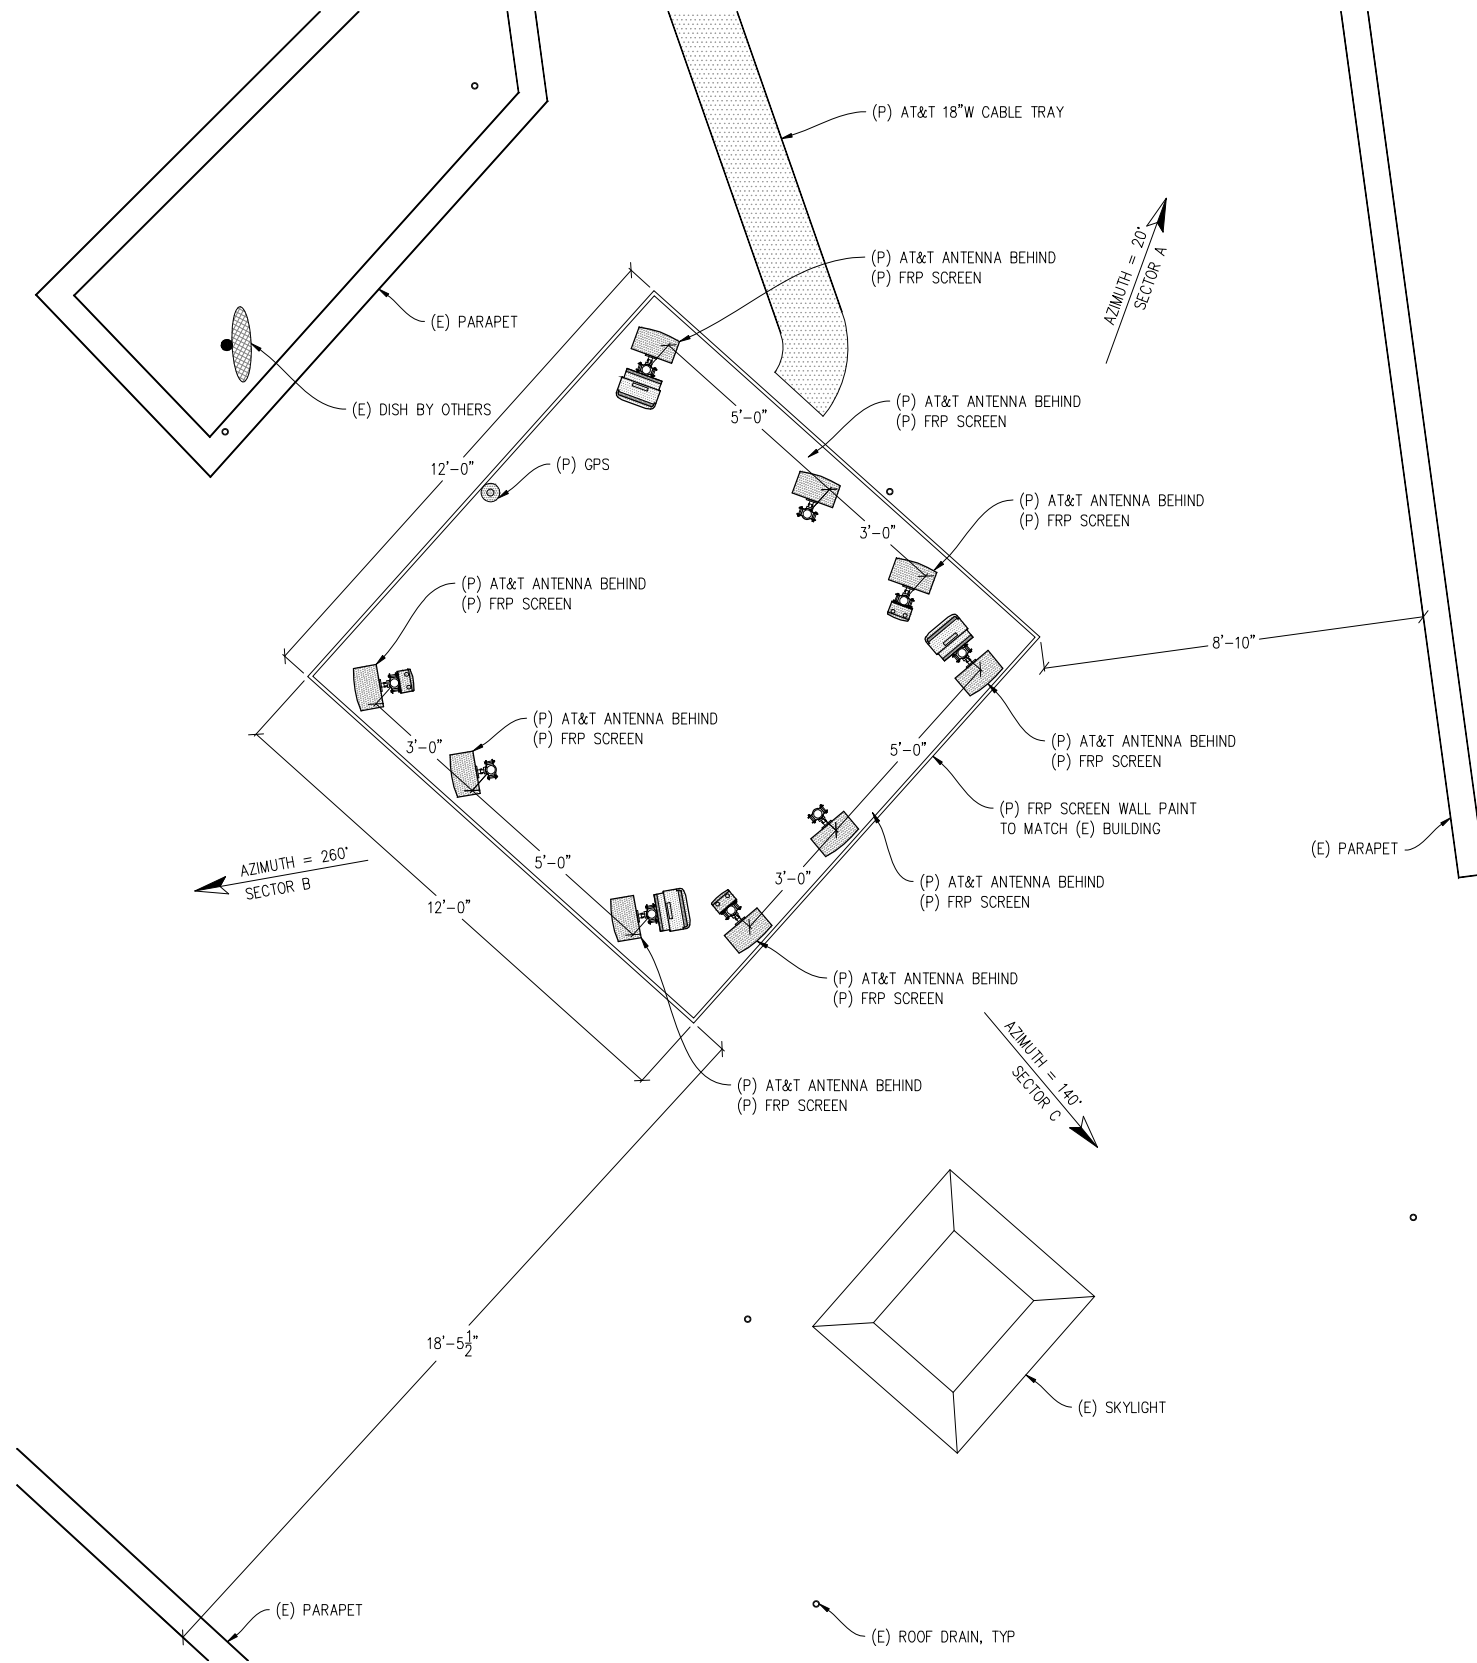 (P) AT&T 18"W CABLE TRAY
AZIMUTH = 20°
SECTOR A
(P) AT&T ANTENNA BEHIND
(P) FRP SCREEN
(E) PARAPET
(E) DISH BY OTHERS
5'-0"
(P) AT&T ANTENNA BEHIND
(P) FRP SCREEN
12'-0"
(P) GPS
(P) AT&T ANTENNA BEHIND
(P) FRP SCREEN
3'-0"
(P) AT&T ANTENNA BEHIND
(P) FRP SCREEN
8'-10"
3'-0"
(P) AT&T ANTENNA BEHIND
(P) FRP SCREEN
5'-0"
(P) AT&T ANTENNA BEHIND
(P) FRP SCREEN
(P) FRP SCREEN WALL PAINT
TO MATCH (E) BUILDING
(E) PARAPET
AZIMUTH = 260°
SECTOR B
5'-0"
3'-0"
(P) AT&T ANTENNA BEHIND
(P) FRP SCREEN
12'-0"
(P) AT&T ANTENNA BEHIND
(P) FRP SCREEN
AZIMUTH = 140°
SECTOR C
(P) AT&T ANTENNA BEHIND
(P) FRP SCREEN
18'-5½"
(E) SKYLIGHT
(E) PARAPET
(E) ROOF DRAIN, TYP